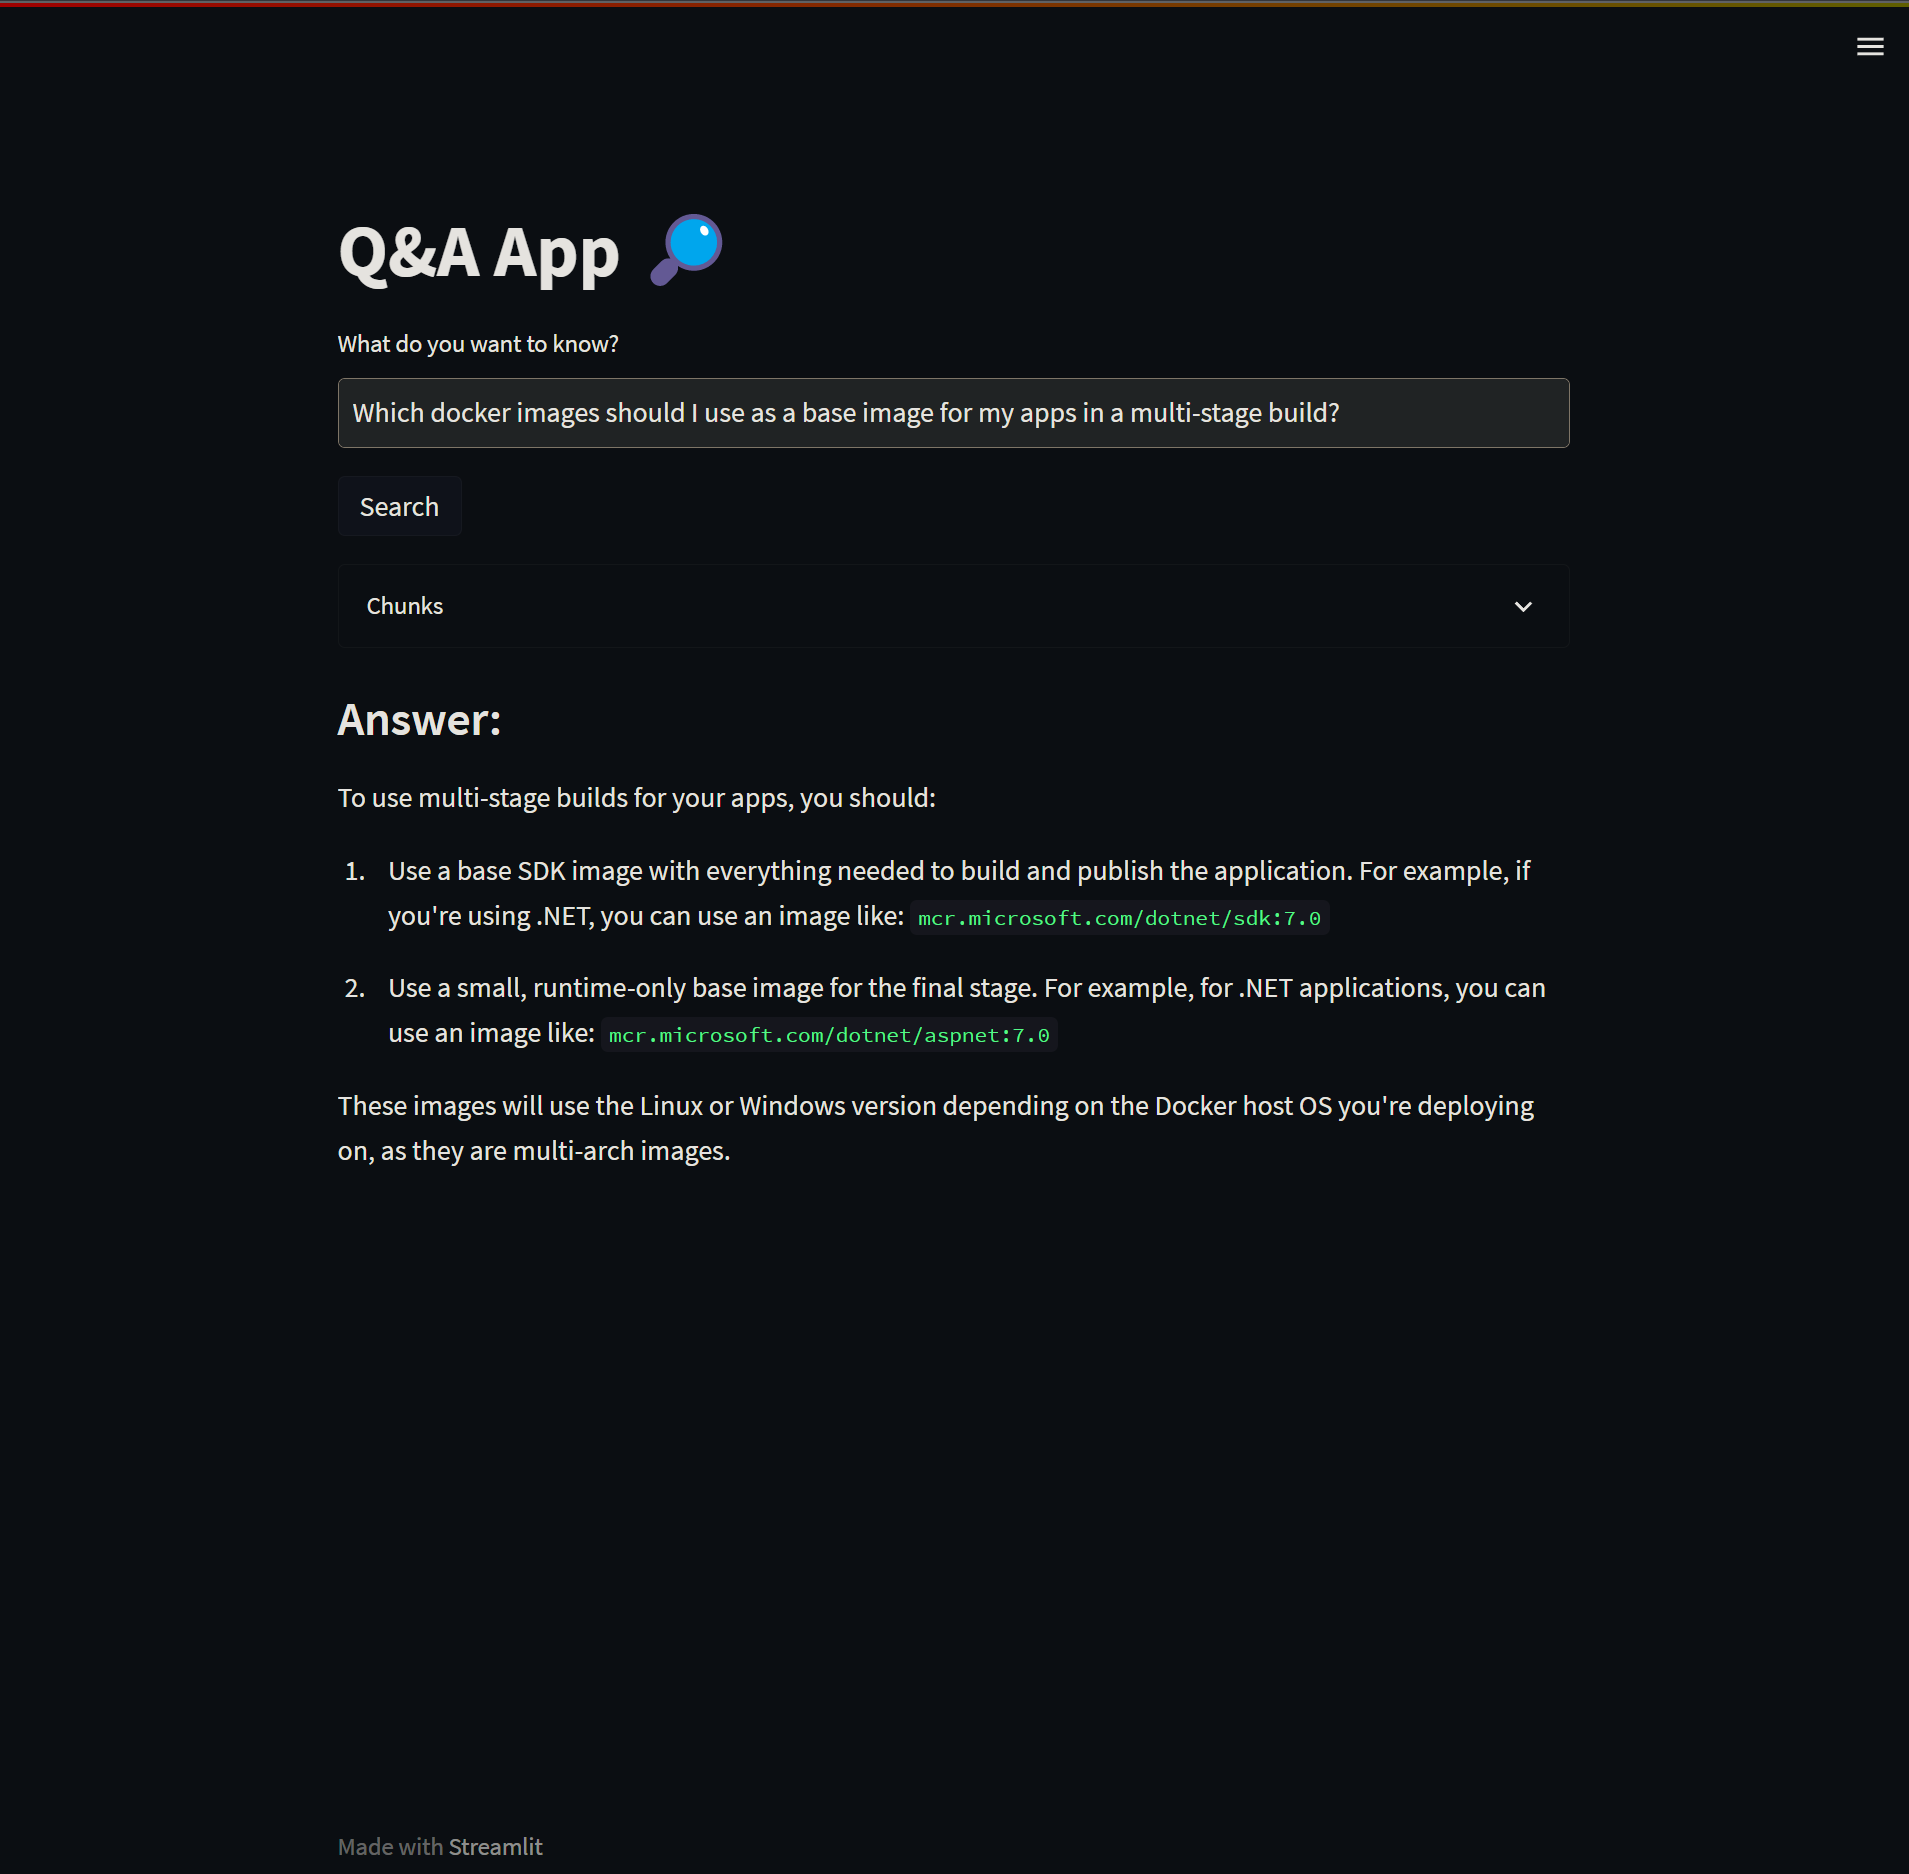 Q&A App
What do you want to know?
Which docker images should I use as a base image for my apps in a multi-stage build?
Search
Chunks
Answer:
To use multi-stage builds for your apps, you should:
1. Use a base SDK image with everything needed to build and publish the application. For example, if
you're using .NET, you can use an image like: mcr.microsoft.com/dotnet/sdk:7.0
2. Use a small, runtime-only base image for the final stage. For example, for .NET applications, you can
use an image like: mcr.microsoft.com/dotnet/aspnet:7.0
These images will use the Linux or Windows version depending on the Docker host OS you're deploying
on, as they are multi-arch images.
Made with Streamlit